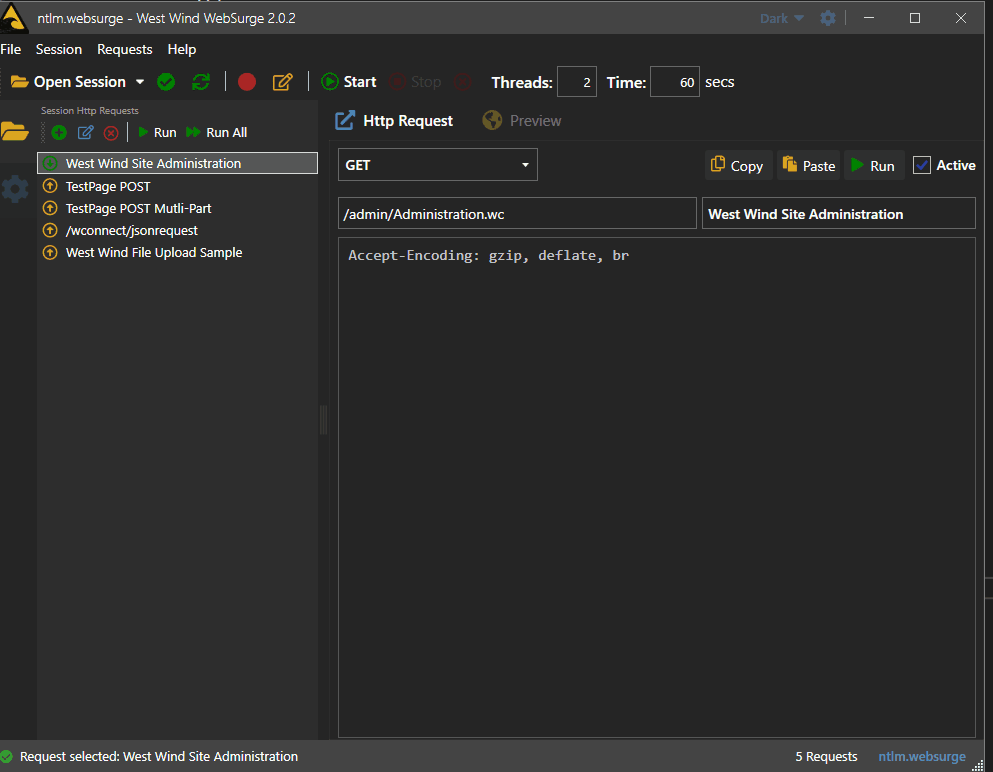 ntlm.websurge - West Wind WebSurge 2.0.2
Dark
File Session Requests Help
Open Session Start Stop Threads: 2 Time: 60 secs
Session Http Requests
Run Run All
West Wind Site Administration
TestPage POST
TestPage POST Mutli-Part
/wconnect/jsonrequest
West Wind File Upload Sample
Http Request Preview
GET Copy Paste Run Active
/admin/Administration.wc West Wind Site Administration
Accept-Encoding: gzip, deflate, br
Request selected: West Wind Site Administration 5 Requests ntlm.websurge